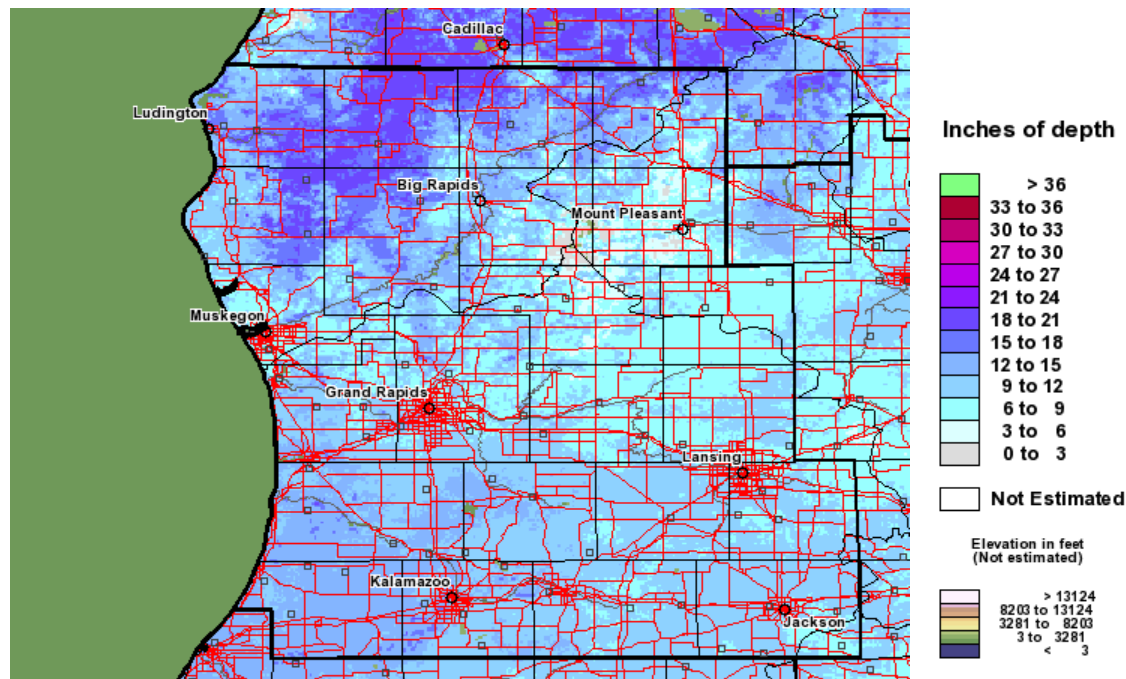 Cadillac
Ludington
Big Rapids
Mount Pleasant
Muskegon
Grand Rapids
Lansing
Kalamazoo
Jackson
Inches of depth
> 36
33 to 36
30 to 33
27 to 30
24 to 27
21 to 24
18 to 21
15 to 18
12 to 15
9 to 12
6 to 9
3 to 6
0 to 3
Not Estimated
Elevation in feet
(Not estimated)
> 13124
8203 to 13124
3281 to 8203
3 to 3281
< 3